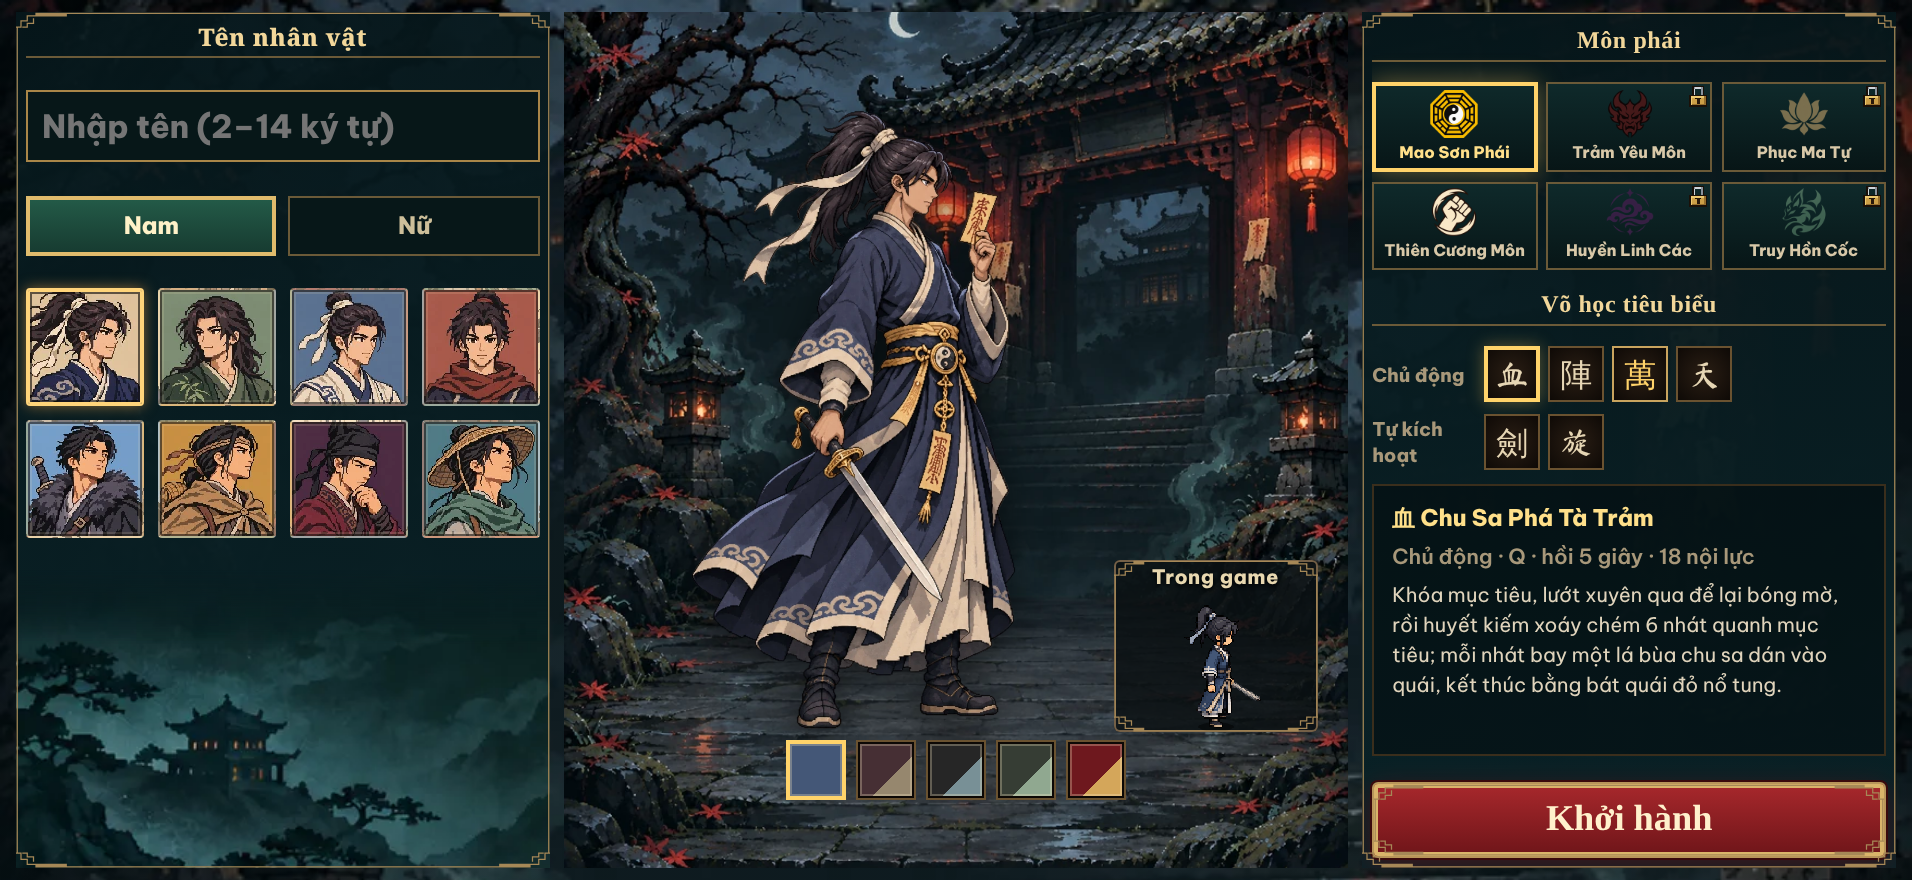 Tên nhân vật
Nhập tên (2–14 ký tự)
Nam
Nữ
Trong game
Môn phái
Mao Sơn Phái
Trảm Yêu Môn
Phục Ma Tự
Thiên Cương Môn
Huyền Linh Các
Truy Hồn Cốc
Võ học tiêu biểu
Chủ động
血
陣
萬
天
Tự kích
hoạt
劍
旋
血 Chu Sa Phá Tà Trảm
Chủ động · Q · hồi 5 giây · 18 nội lực
Khóa mục tiêu, lướt xuyên qua để lại bóng mờ,
rồi huyết kiếm xoáy chém 6 nhát quanh mục
tiêu; mỗi nhát bay một lá bùa chu sa dán vào
quái, kết thúc bằng bát quái đỏ nổ tung.
Khởi hành